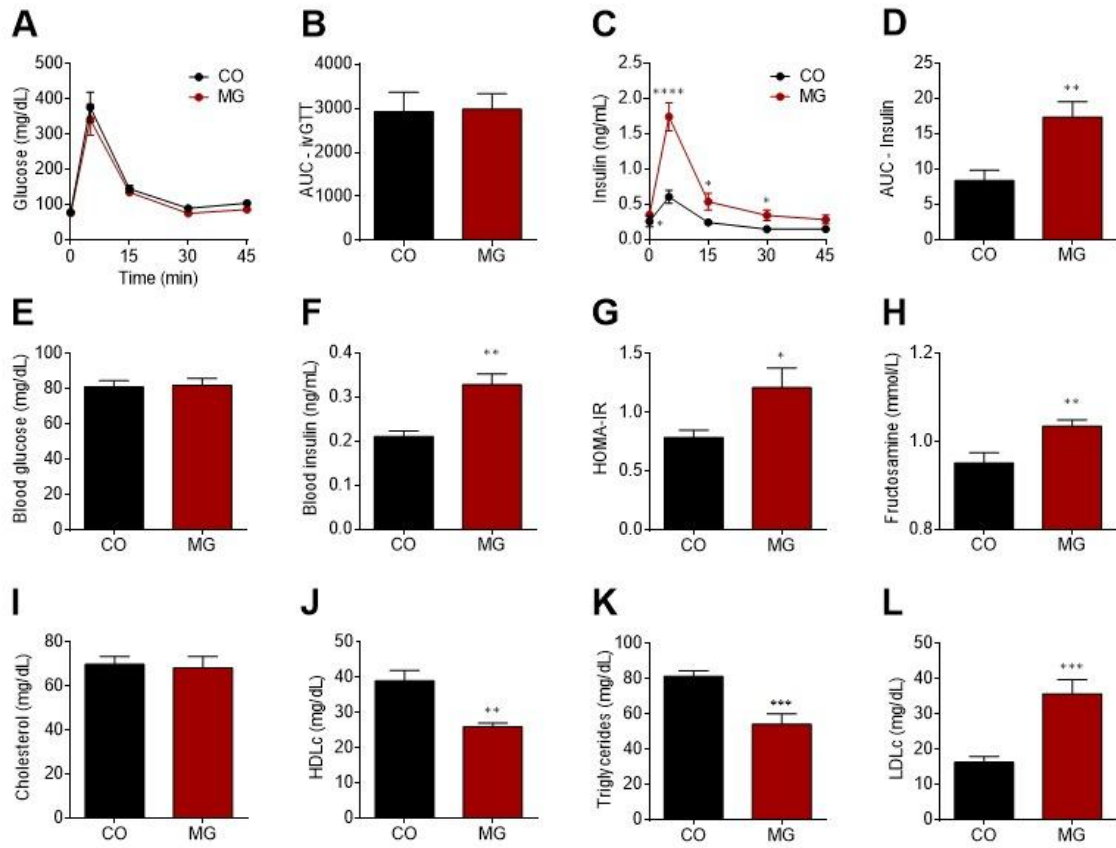 A
Glucose (mg/dL)
500
400
300
200
100
0
CO
MG
0 15 30 45
Time (min)
B
AUC - ivGTT
4000
3000
2000
1000
0
CO MG
C
Insulin (ng/mL)
2.5
2.0
1.5
1.0
0.5
0.0
CO
MG
****
*
*
*
0 15 30 45
D
AUC - Insulin
25
20
15
10
5
0
**
CO MG
E
Blood glucose (mg/dL)
100
80
60
40
20
0
CO MG
F
Blood insulin (ng/mL)
0.4
0.3
0.2
0.1
0.0
**
CO MG
G
HOMA-IR
1.5
1.0
0.5
0.0
*
CO MG
H
Fructosamine (mmol/L)
1.2
1.0
0.8
**
CO MG
I
Cholesterol (mg/dL)
80
60
40
20
0
CO MG
J
HDLc (mg/dL)
50
40
30
20
10
0
**
CO MG
K
Triglycerides (mg/dL)
100
80
60
40
20
0
***
CO MG
L
LDLc (mg/dL)
50
40
30
20
10
0
***
CO MG